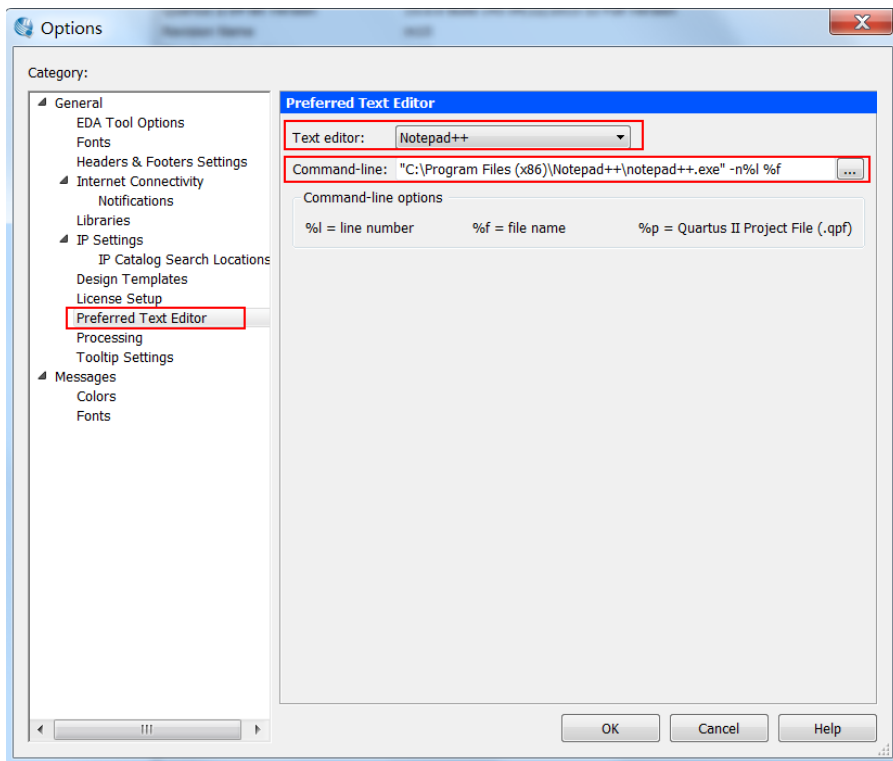 Options
Category:
General
EDA Tool Options
Fonts
Headers & Footers Settings
Internet Connectivity
Notifications
Libraries
IP Settings
IP Catalog Search Locations
Design Templates
License Setup
Preferred Text Editor
Processing
Tooltip Settings
Messages
Colors
Fonts
Preferred Text Editor
Text editor: Notepad++
Command-line: "C:\Program Files (x86)\Notepad++\notepad++.exe" -n%l %f ...
Command-line options
%l = line number %f = file name %p = Quartus II Project File (.qpf)
OK Cancel Help